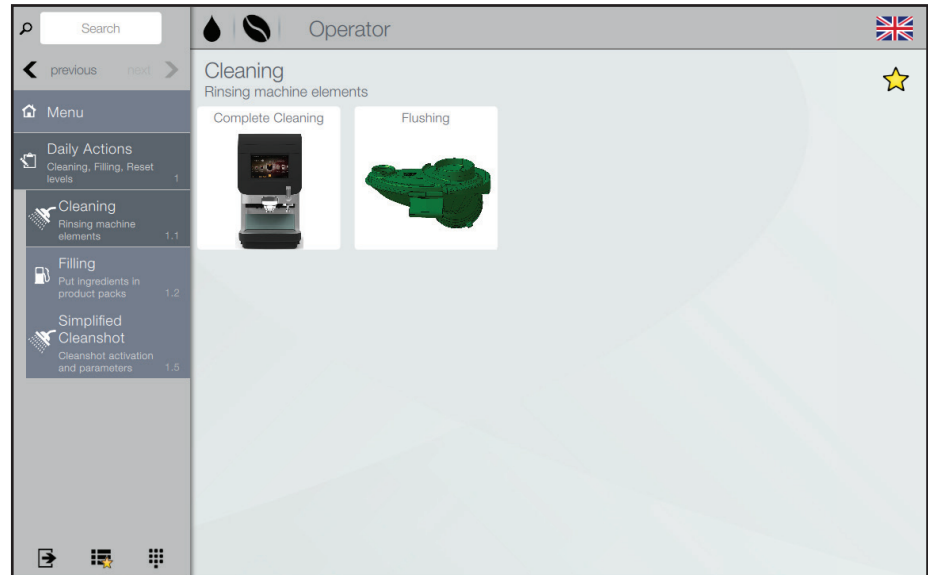 Search
Operator
previous
next
Cleaning
Rinsing machine elements
Menu
Complete Cleaning
Flushing
Daily Actions
Cleaning, Filling, Reset
levels 1
Cleaning
Rinsing machine
elements 1.1
Filling
Put ingredients in
product packs 1.2
Simplified
Cleanshot
Cleanshot activation
and parameters 1.5